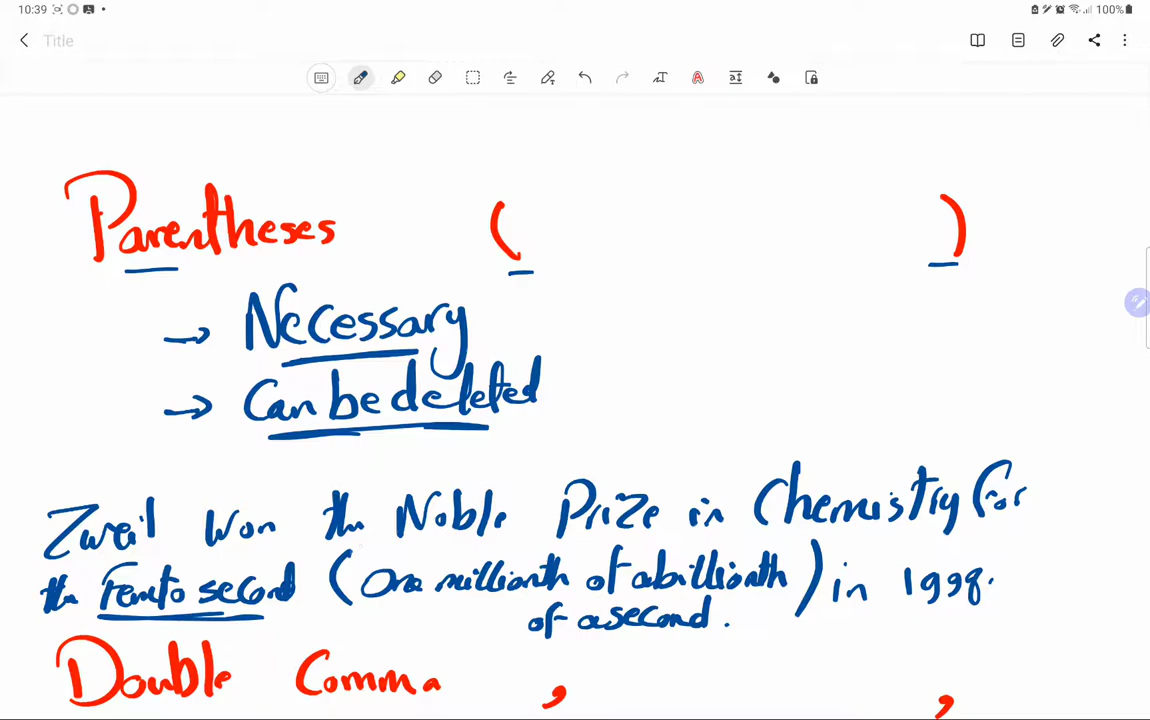 10:39 100%
Title
Parentheses ( )
→ Necessary
→ Can be deleted
Zweil won the Noble Prize in Chemistry for
the Femto second (One millionth of a billionth) in 1998.
of a second.
Double Comma , ,